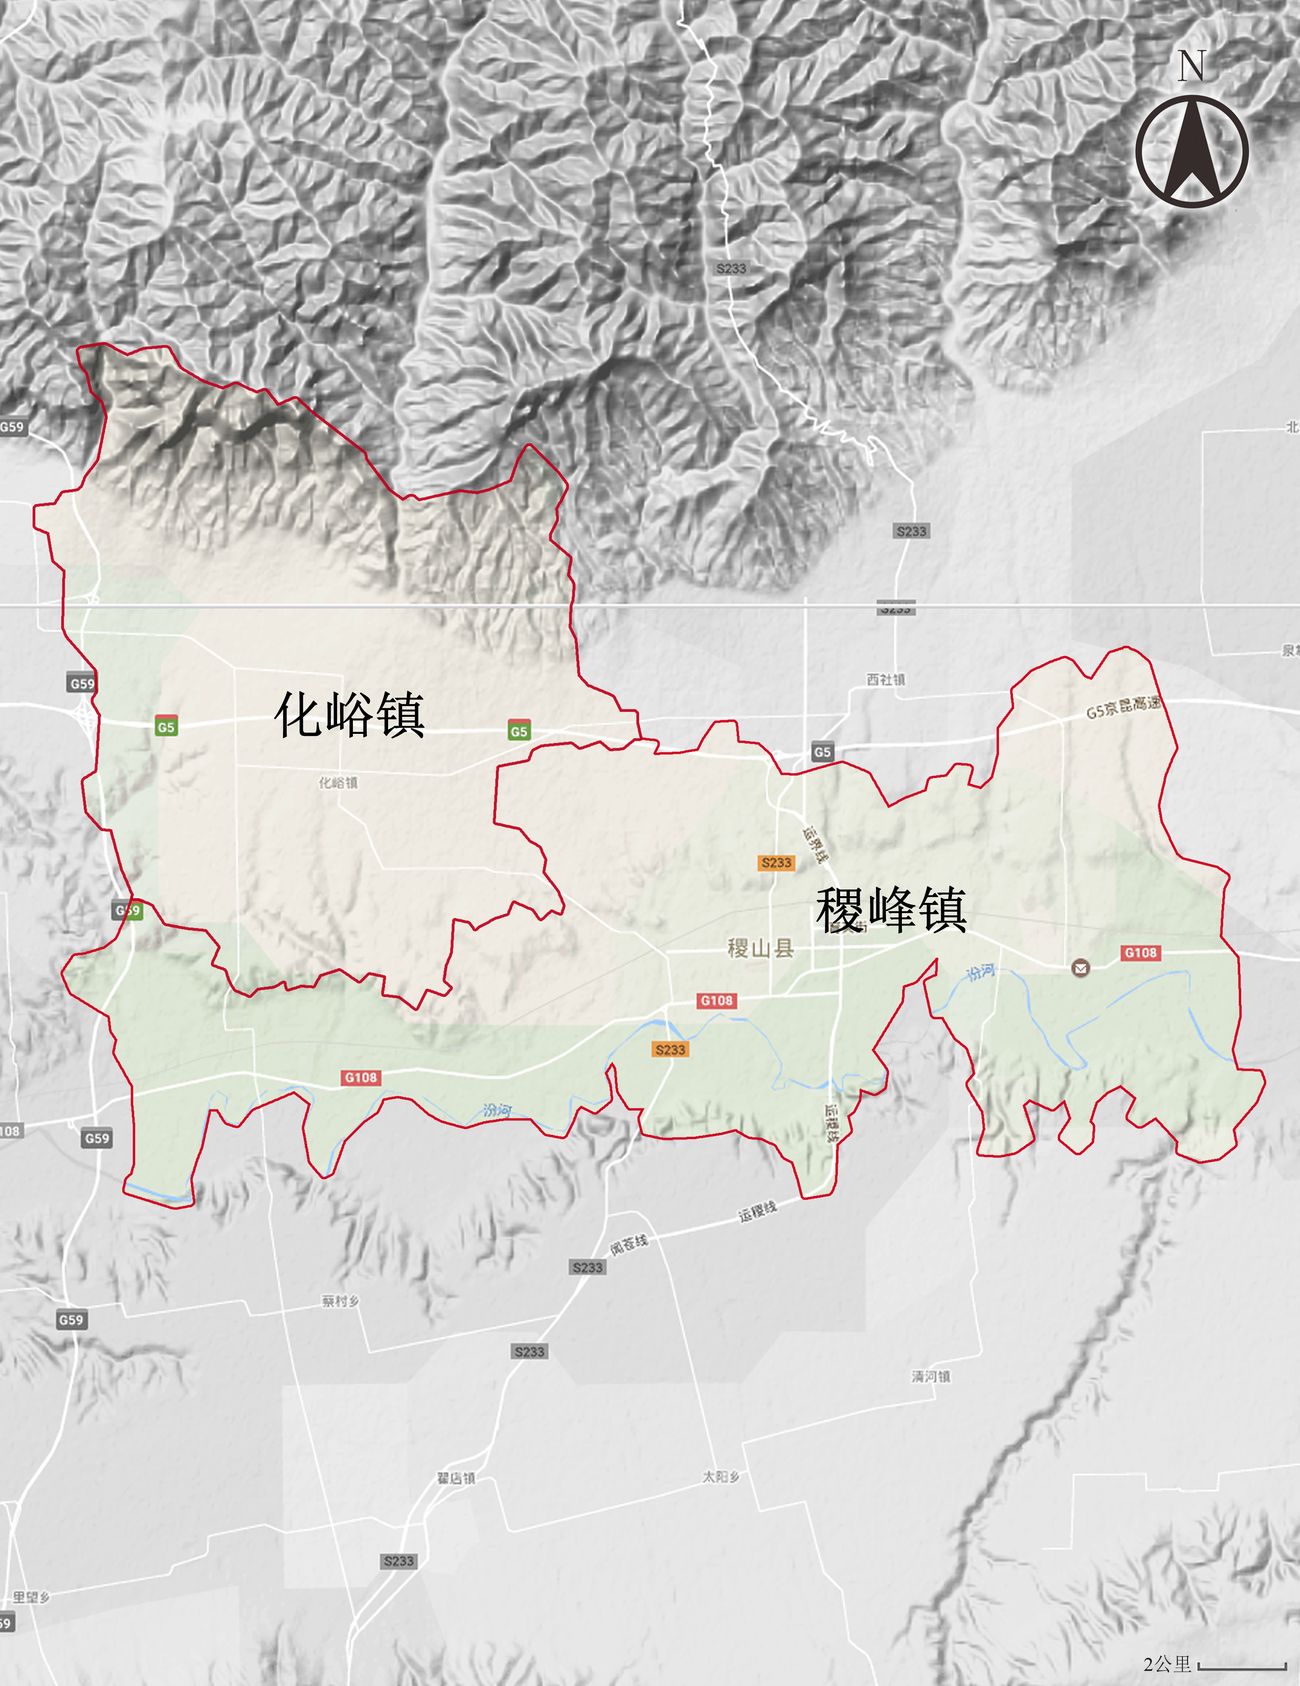 N
S233
G59
北
S233
S233
泉
西社镇
G59
化峪镇
G5
G5
G5京昆高速
G5
化峪镇
运界线
S233
稷峰镇
G59
稷山县
G108
汾河
G108
S233
G108
汾河
运稷线
108
G59
运稷线
闻苍线
S233
蔡村乡
G59
S233
清河镇
翟店镇
太阳乡
S233
里望乡
59
2公里